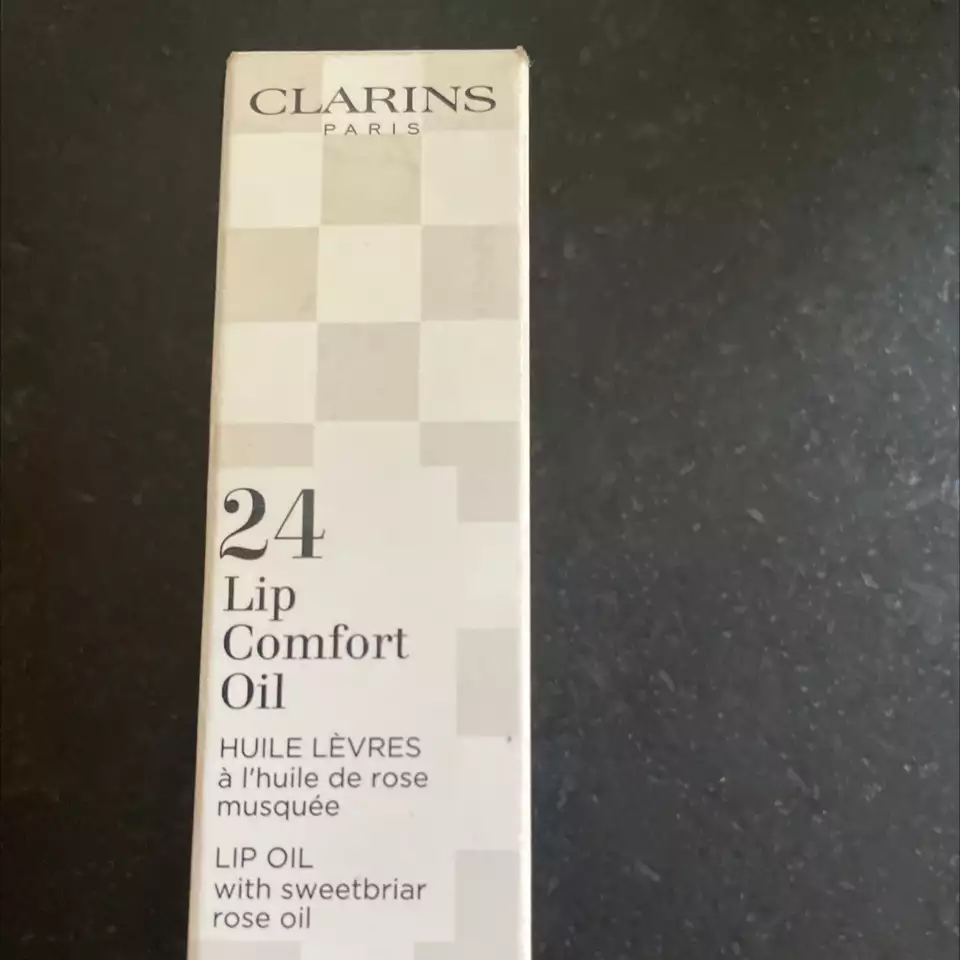 CLARINS
PARIS
24
Lip
Comfort
Oil
HUILE LÈVRES
à l'huile de rose
musquée
LIP OIL
with sweetbriar
rose oil